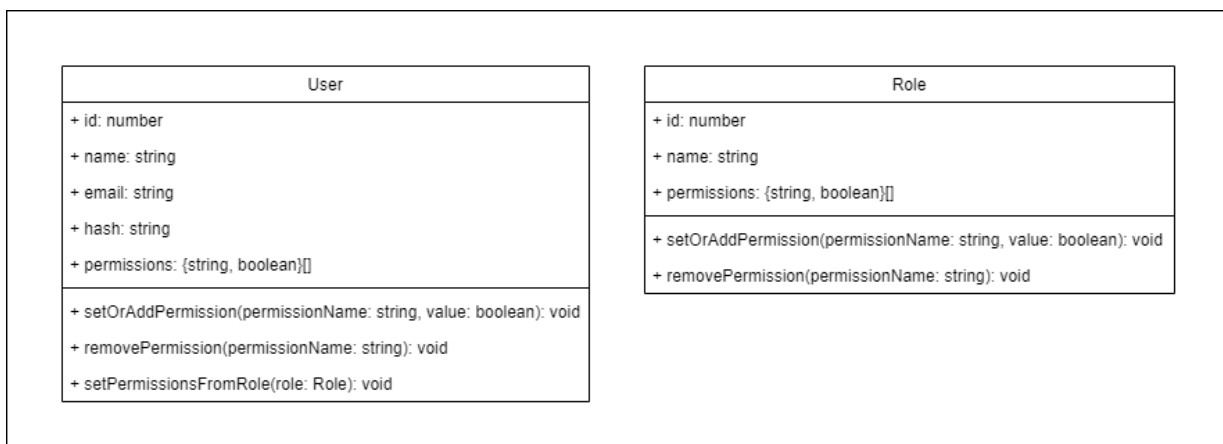 User
+ id: number
+ name: string
+ email: string
+ hash: string
+ permissions: {string, boolean}[]
+ setOrAddPermission(permissionName: string, value: boolean): void
+ removePermission(permissionName: string): void
+ setPermissionsFromRole(role: Role): void
Role
+ id: number
+ name: string
+ permissions: {string, boolean}[]
+ setOrAddPermission(permissionName: string, value: boolean): void
+ removePermission(permissionName: string): void